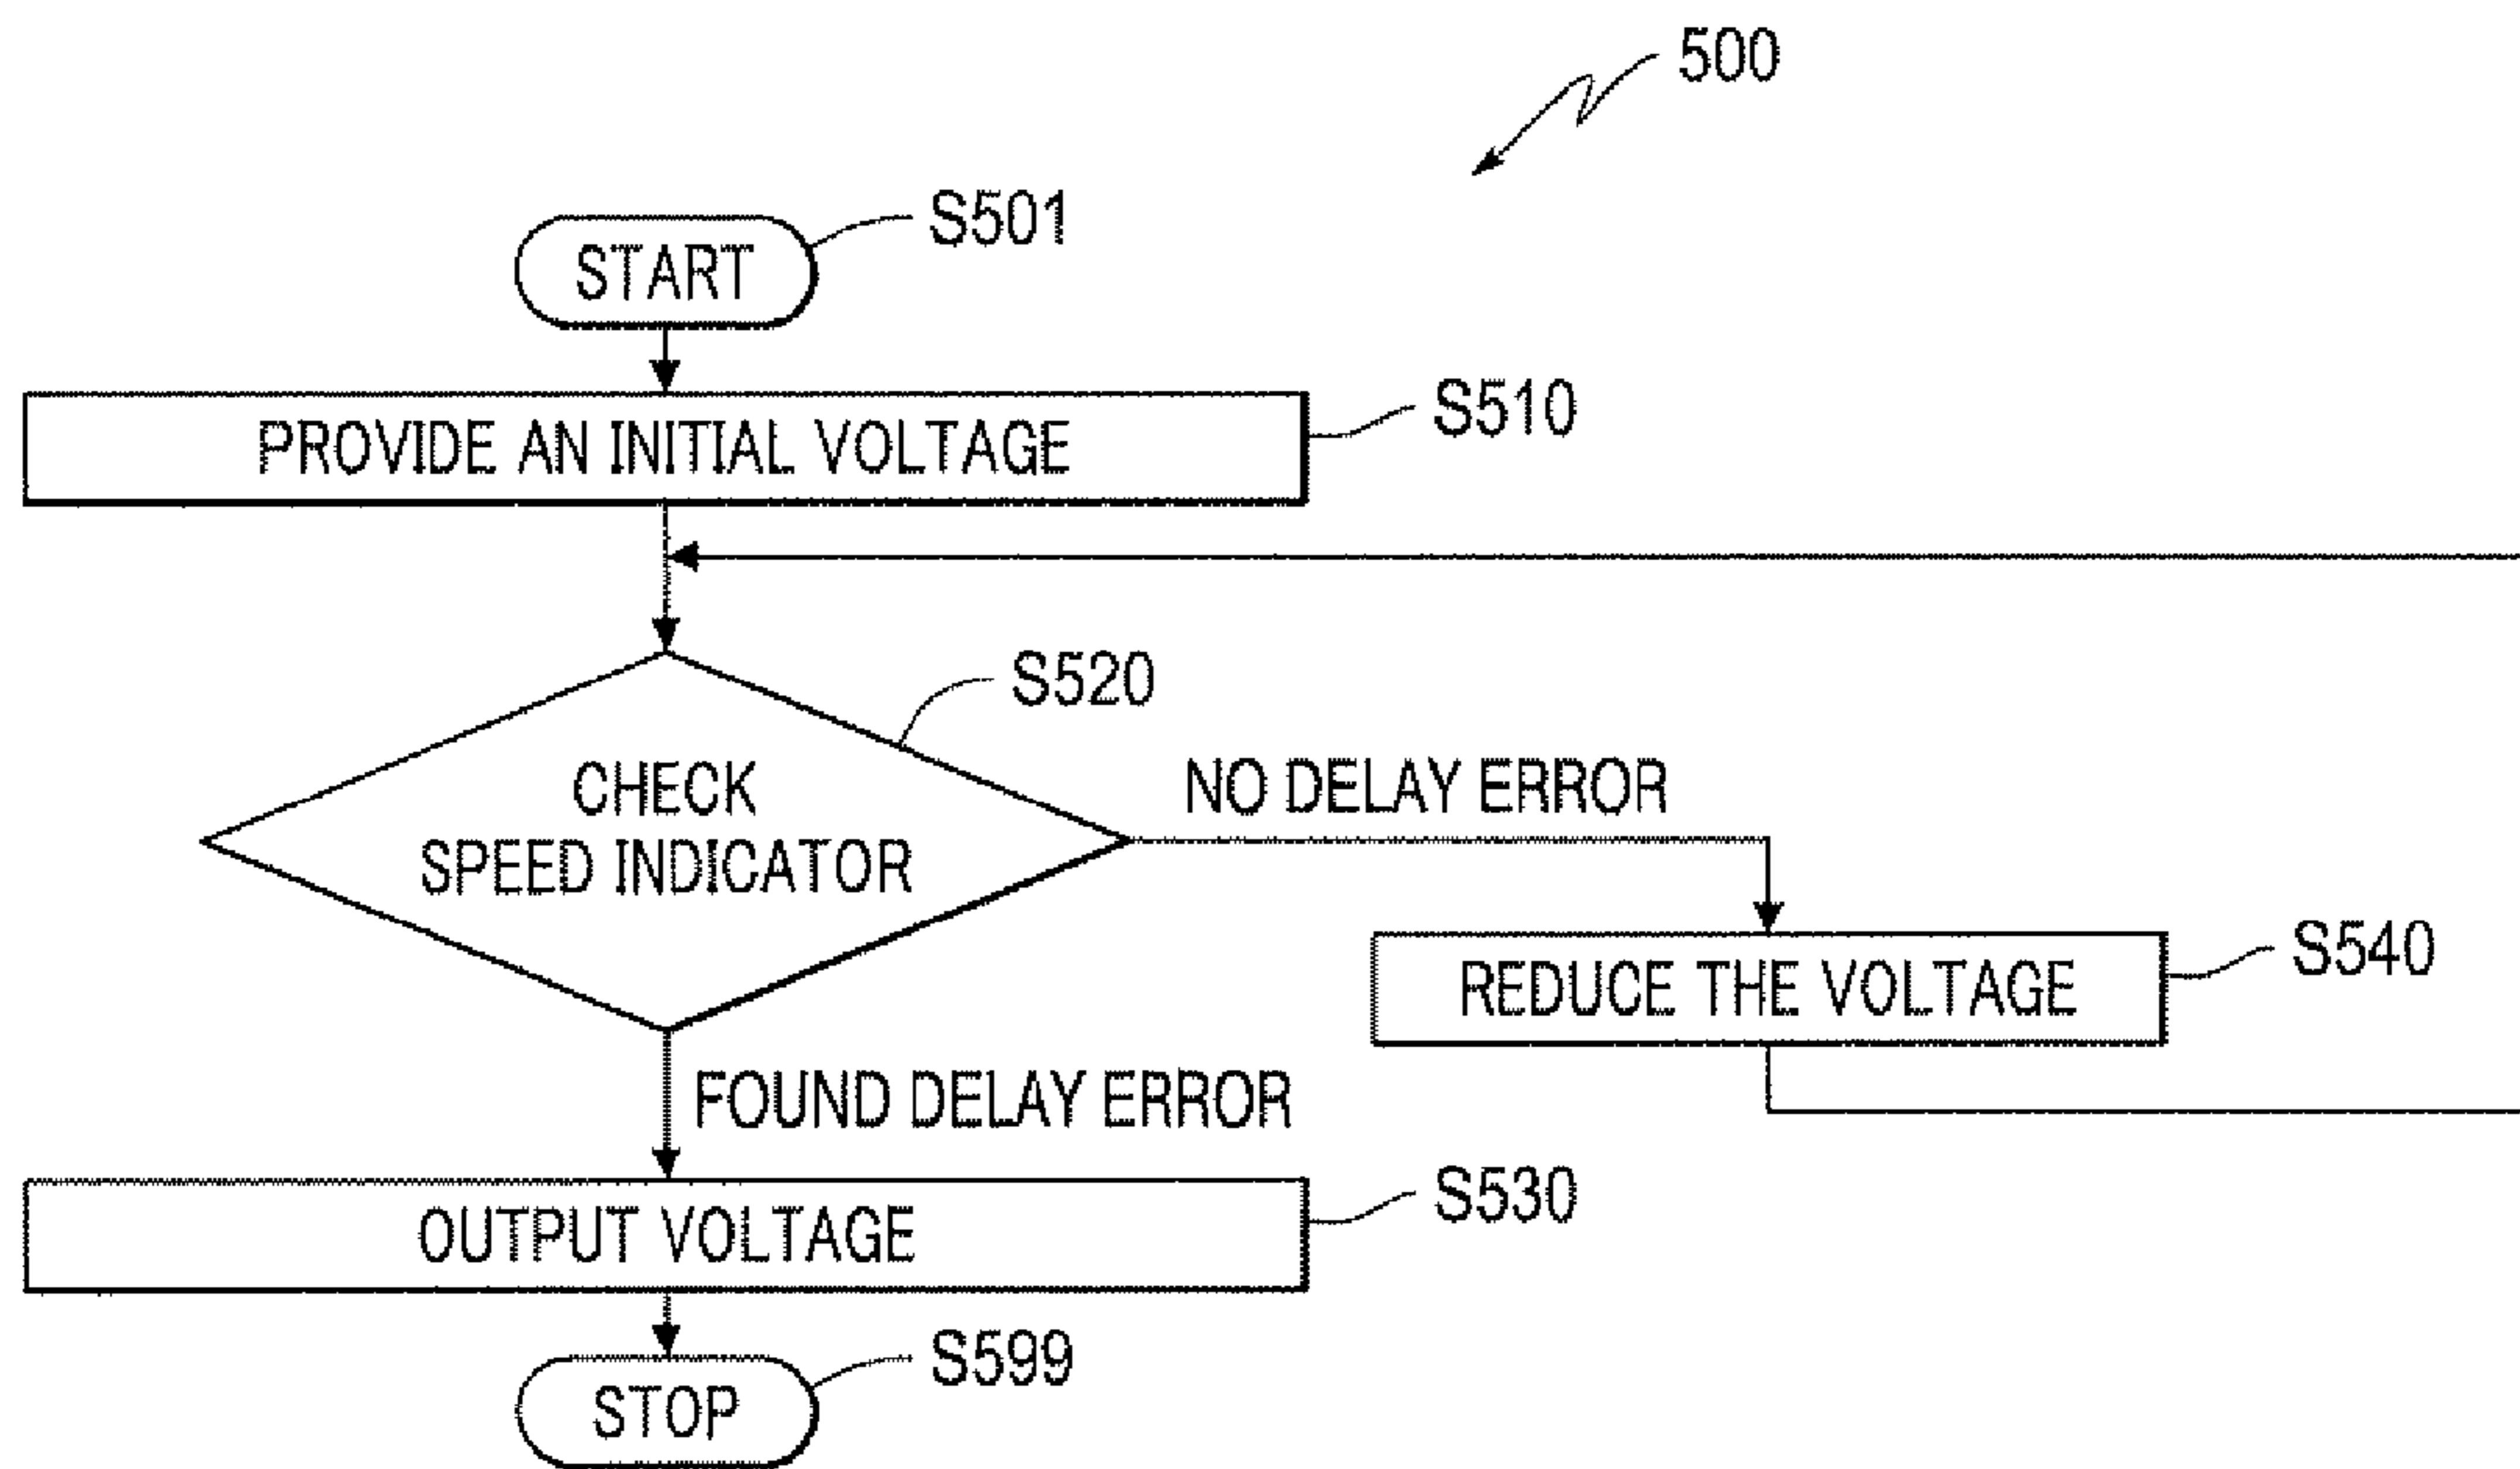 500
START
S501
PROVIDE AN INITIAL VOLTAGE
S510
S520
CHECK
SPEED INDICATOR
NO DELAY ERROR
REDUCE THE VOLTAGE
S540
FOUND DELAY ERROR
OUTPUT VOLTAGE
S530
STOP
S599